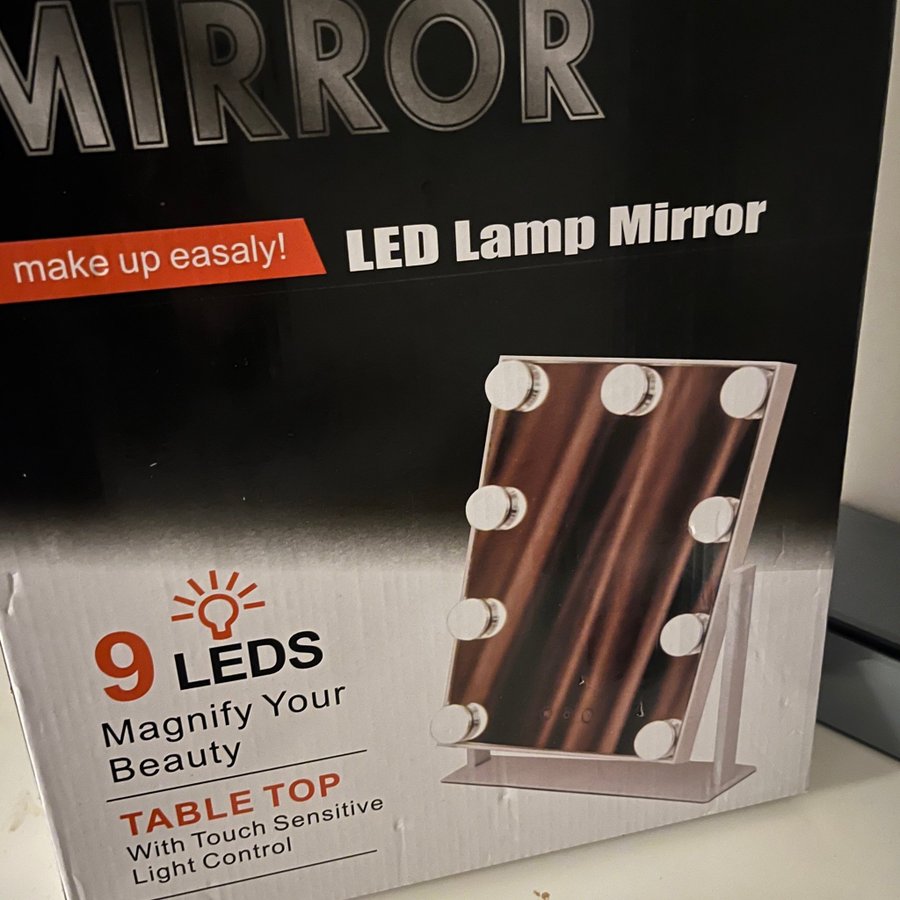 MIRROR
make up easaly!
LED Lamp Mirror
9 LEDS
Magnify Your
Beauty
TABLE TOP
With Touch Sensitive
Light Control